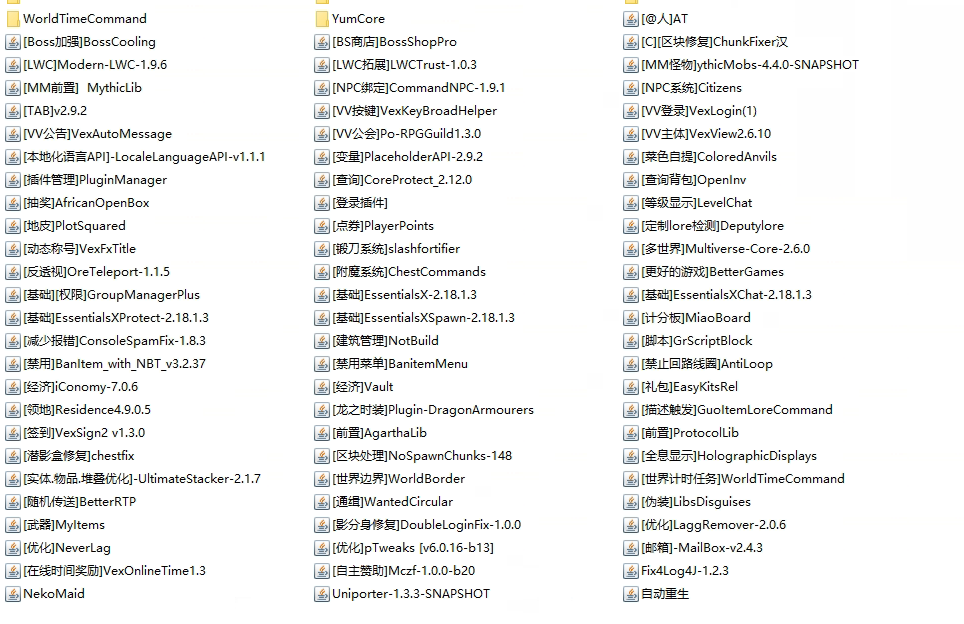 WorldTimeCommand YumCore [@人]AT
[Boss加强]BossCooling [BS商店]BossShopPro [C][区块修复]ChunkFixer汉
[LWC]Modern-LWC-1.9.6 [LWC拓展]LWCTrust-1.0.3 [MM怪物]ythicMobs-4.4.0-SNAPSHOT
[MM前置] MythicLib [NPC绑定]CommandNPC-1.9.1 [NPC系统]Citizens
[TAB]v2.9.2 [VV按键]VexKeyBroadHelper [VV登录]VexLogin(1)
[VV公告]VexAutoMessage [VV公会]Po-RPGGuild1.3.0 [VV主体]VexView2.6.10
[本地化语言API]-LocaleLanguageAPI-v1.1.1 [变量]PlaceholderAPI-2.9.2 [菜色自提]ColoredAnvils
[插件管理]PluginManager [查询]CoreProtect_2.12.0 [查询背包]OpenInv
[抽奖]AfricanOpenBox [登录插件] [等级显示]LevelChat
[地皮]PlotSquared [点券]PlayerPoints [定制lore检测]Deputylore
[动态称号]VexFxTitle [锻刀系统]slashfortifier [多世界]Multiverse-Core-2.6.0
[反透视]OreTeleport-1.1.5 [附魔系统]ChestCommands [更好的游戏]BetterGames
[基础][权限]GroupManagerPlus [基础]EssentialsX-2.18.1.3 [基础]EssentialsXChat-2.18.1.3
[基础]EssentialsXProtect-2.18.1.3 [基础]EssentialsXSpawn-2.18.1.3 [计分板]MiaoBoard
[减少报错]ConsoleSpamFix-1.8.3 [建筑管理]NotBuild [脚本]GrScriptBlock
[禁用]BanItem_with_NBT_v3.2.37 [禁用菜单]BanitemMenu [禁止回路线圈]AntiLoop
[经济]iConomy-7.0.6 [经济]Vault [礼包]EasyKitsRel
[领地]Residence4.9.0.5 [龙之时装]Plugin-DragonArmourers [描述触发]GuoItemLoreCommand
[签到]VexSign2 v1.3.0 [前置]AgarthaLib [前置]ProtocolLib
[潜影盒修复]chestfix [区块处理]NoSpawnChunks-148 [全息显示]HolographicDisplays
[实体.物品.堆叠优化]-UltimateStacker-2.1.7 [世界边界]WorldBorder [世界计时任务]WorldTimeCommand
[随机传送]BetterRTP [通缉]WantedCircular [伪装]LibsDisguises
[武器]MyItems [影分身修复]DoubleLoginFix-1.0.0 [优化]LaggRemover-2.0.6
[优化]NeverLag [优化]pTweaks [v6.0.16-b13] [邮箱]-MailBox-v2.4.3
[在线时间奖励]VexOnlineTime1.3 [自主赞助]Mczf-1.0.0-b20 Fix4Log4J-1.2.3
NekoMaid Uniporter-1.3.3-SNAPSHOT 自动重生